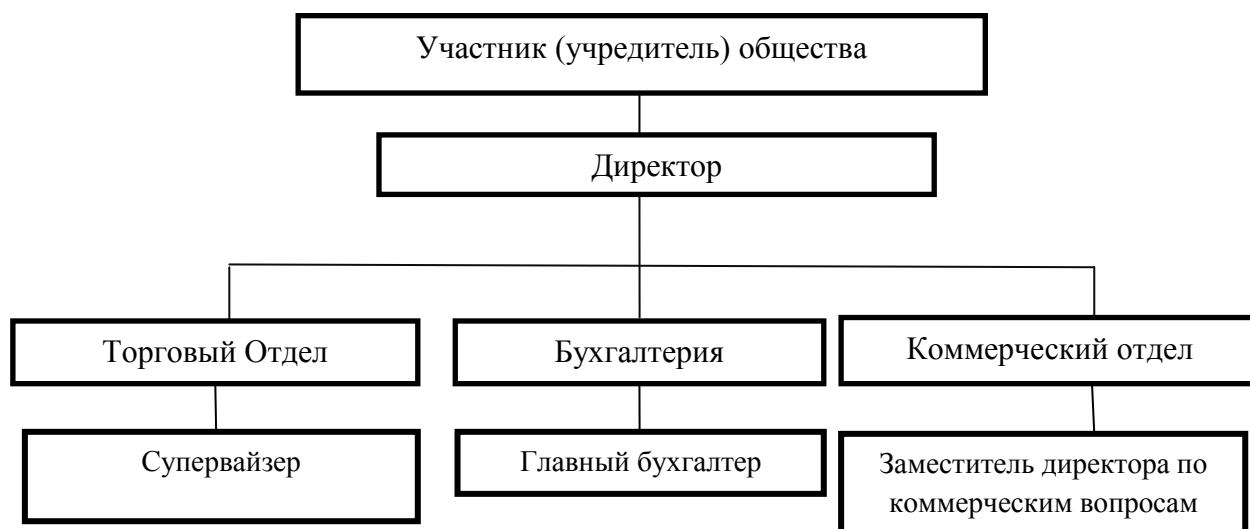 Участник (учредитель) общества
Директор
Торговый Отдел
Бухгалтерия
Коммерческий отдел
Супервайзер
Главный бухгалтер
Заместитель директора по
коммерческим вопросам